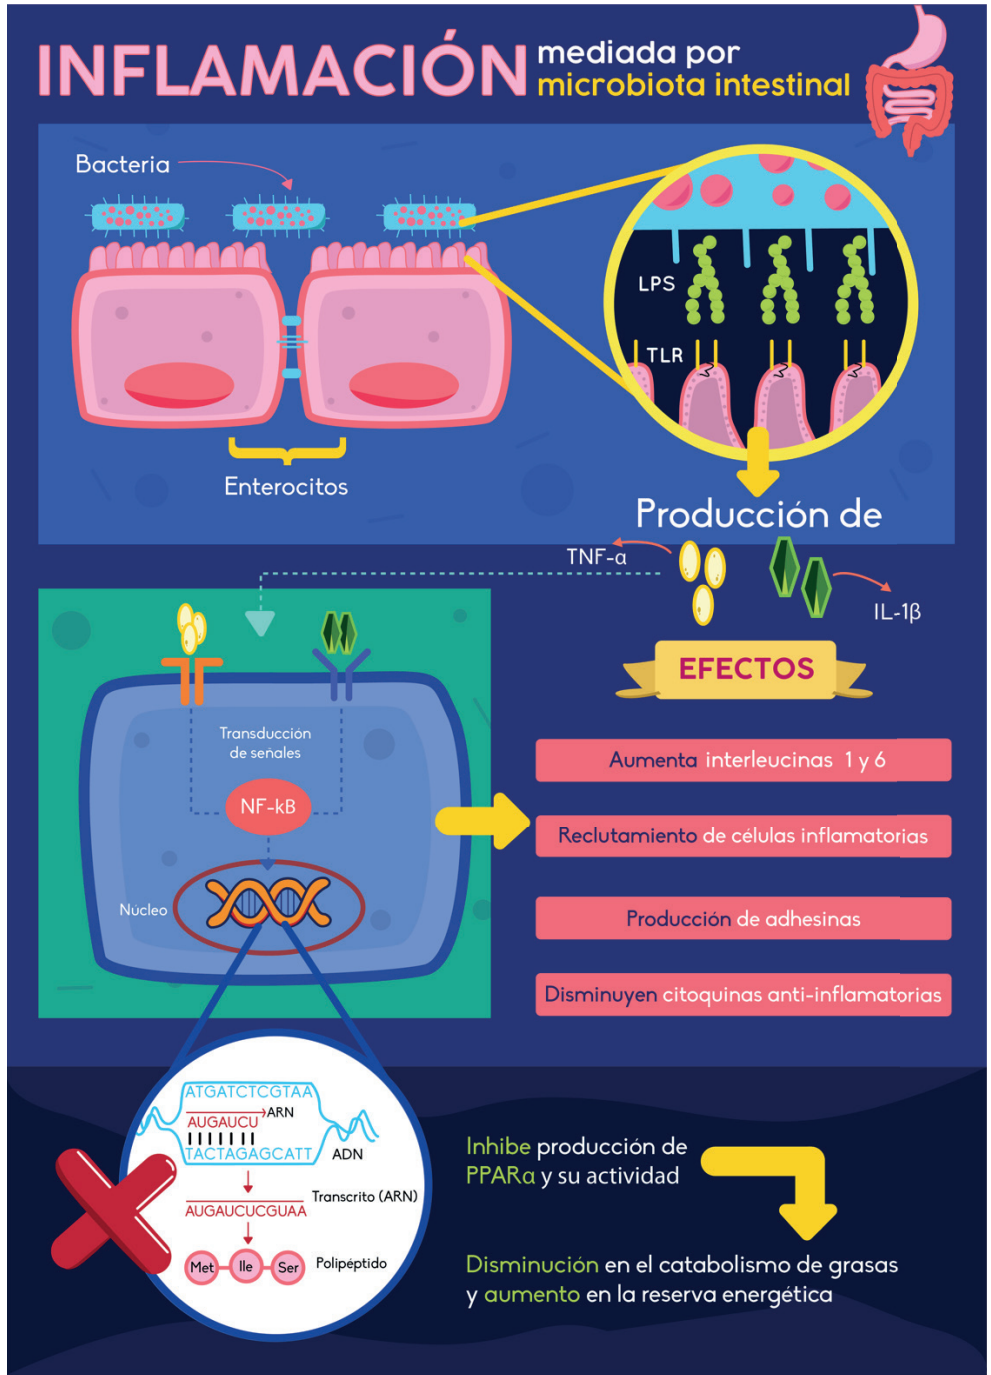 INFLAMACIÓN
mediada por
microbiota intestinal
Bacteria
LPS
TLR
Enterocitos
Producción de
TNF-α
IL-1β
EFECTOS
Transducción
de señales
NF-kB
Núcleo
Aumenta interleucinas 1 y 6
Reclutamiento de células inflamatorias
Producción de adhesinas
Disminuyen citoquinas anti-inflamatorias
ATGATCTCGTAA
ARN
AUGAUCU
TACTAGAGCATT
ADN
Transcrito (ARN)
AUGAUCUCGUAA
Met Ile Ser
Polipéptido
Inhibe producción de
PPARα y su actividad
Disminución en el catabolismo de grasas
y aumento en la reserva energética